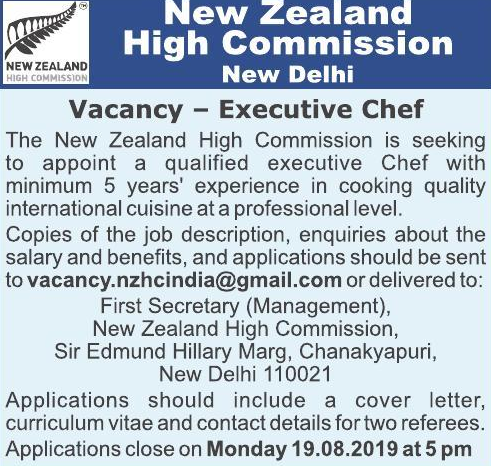 New Zealand
High Commission
New Delhi
NEW ZEALAND
HIGH COMMISSION
Vacancy – Executive Chef
The New Zealand High Commission is seeking
to appoint a qualified executive Chef with
minimum 5 years' experience in cooking quality
international cuisine at a professional level.
Copies of the job description, enquiries about the
salary and benefits, and applications should be sent
to vacancy.nzhcindia@gmail.com or delivered to:
First Secretary (Management),
New Zealand High Commission,
Sir Edmund Hillary Marg, Chanakyapuri,
New Delhi 110021
Applications should include a cover letter,
curriculum vitae and contact details for two referees.
Applications close on Monday 19.08.2019 at 5 pm